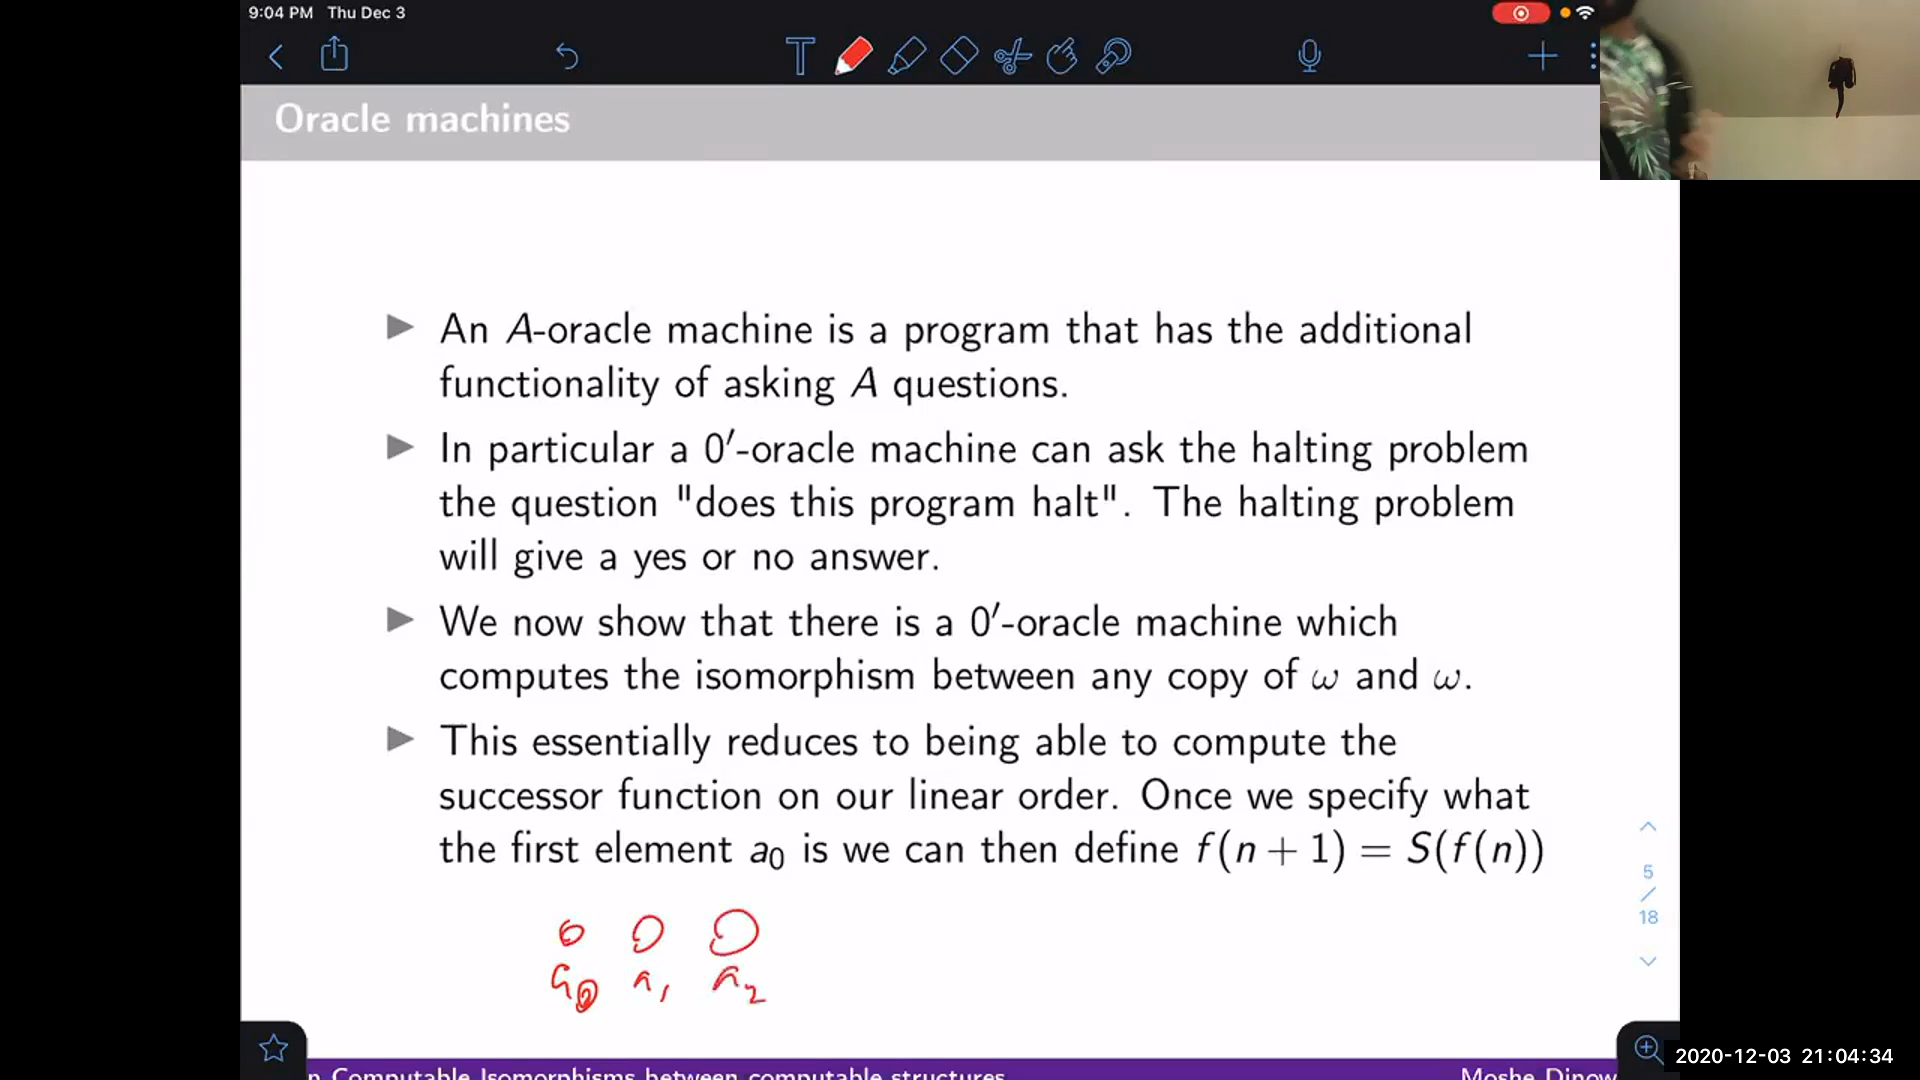 9:04 PM Thu Dec 3
Oracle machines
▶ An A-oracle machine is a program that has the additional
functionality of asking A questions.
▶ In particular a 0′-oracle machine can ask the halting problem
the question "does this program halt". The halting problem
will give a yes or no answer.
▶ We now show that there is a 0′-oracle machine which
computes the isomorphism between any copy of ω and ω.
▶ This essentially reduces to being able to compute the
successor function on our linear order. Once we specify what
the first element a₀ is we can then define f(n + 1) = S(f(n))
a₀ a₁ a₂
5
/
18
n Computable Isomorphisms between computable structures
Moshe Dinow
2020-12-03 21:04:34